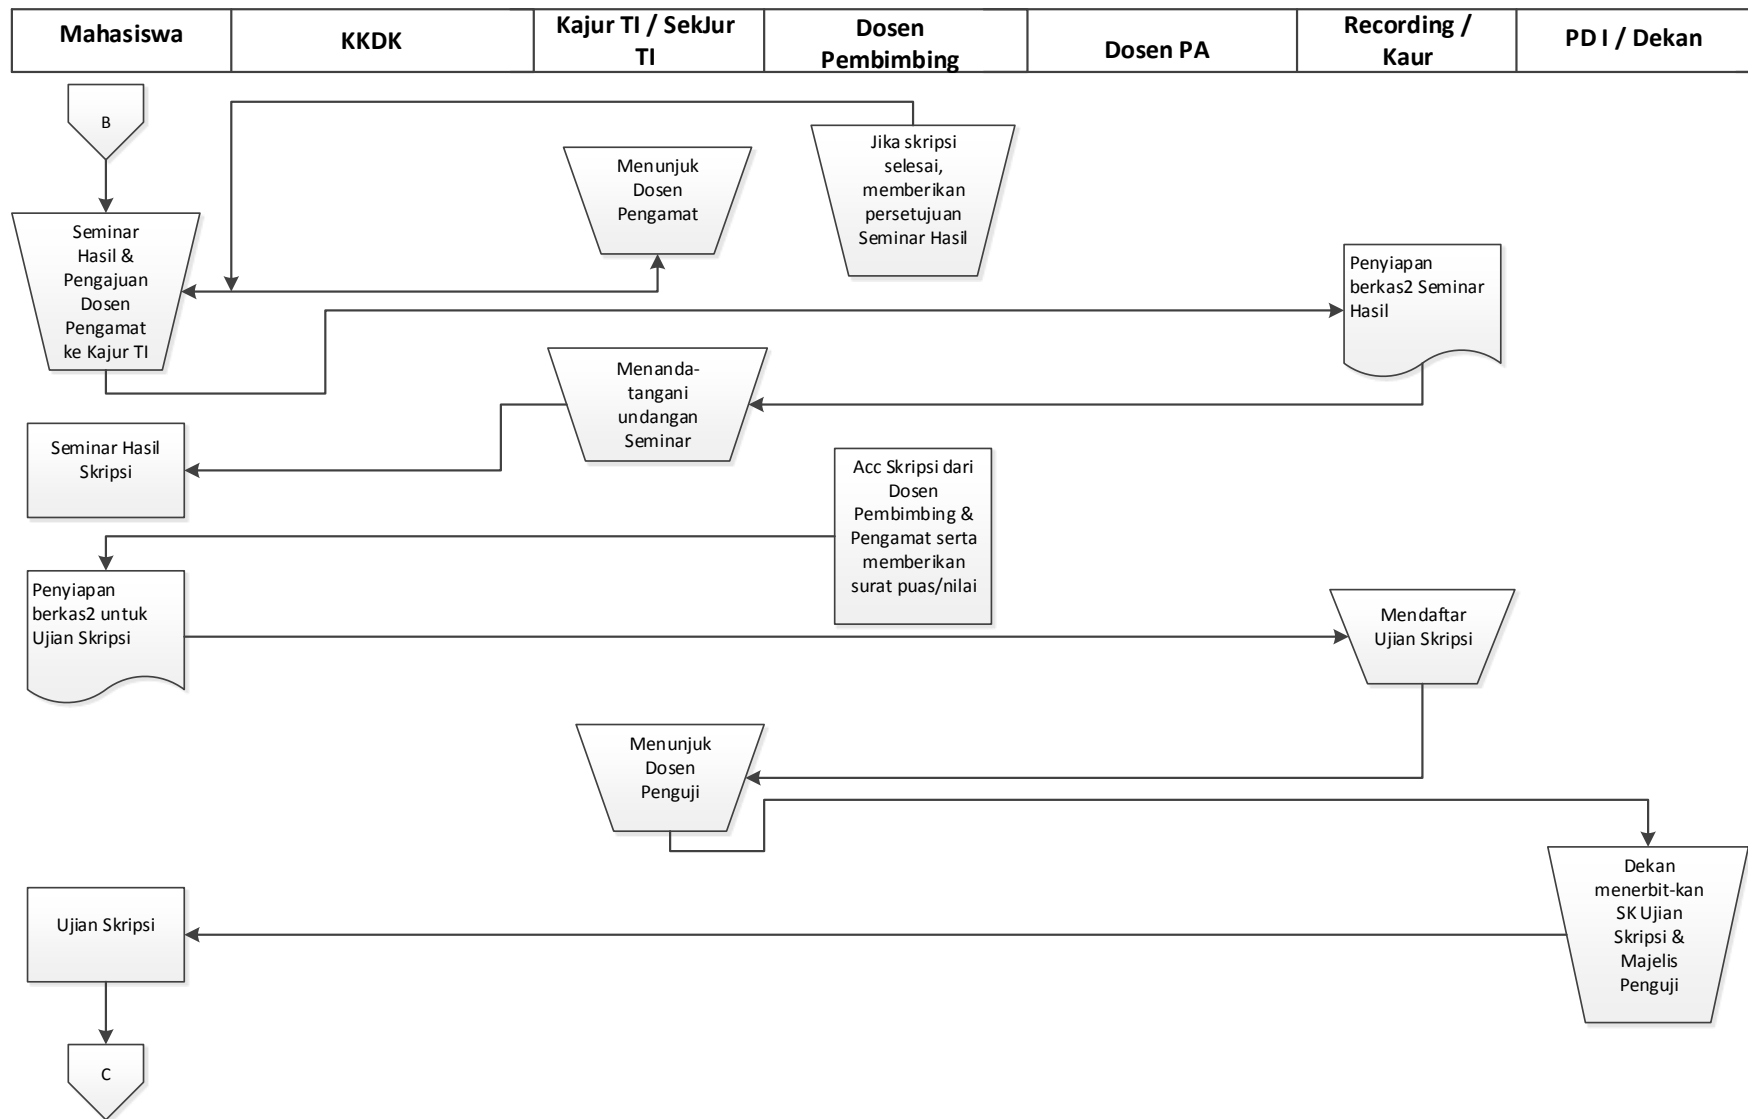 Mahasiswa
KKDK
Kajur TI / SekJur
TI
Dosen
Pembimbing
Dosen PA
Recording /
Kaur
PD I / Dekan
B
Jika skripsi
selesai,
memberikan
persetujuan
Seminar Hasil
Menunjuk
Dosen
Pengamat
Seminar
Hasil &
Pengajuan
Dosen
Pengamat
ke Kajur TI
Penyiapan
berkas2 Seminar
Hasil
Menanda-
tangani
undangan
Seminar
Seminar Hasil
Skripsi
Acc Skripsi dari
Dosen
Pembimbing &
Pengamat serta
memberikan
surat puas/nilai
Penyiapan
berkas2 untuk
Ujian Skripsi
Mendaftar
Ujian Skripsi
Menunjuk
Dosen
Penguji
Dekan
menerbit-kan
SK Ujian
Skripsi &
Majelis
Penguji
Ujian Skripsi
C